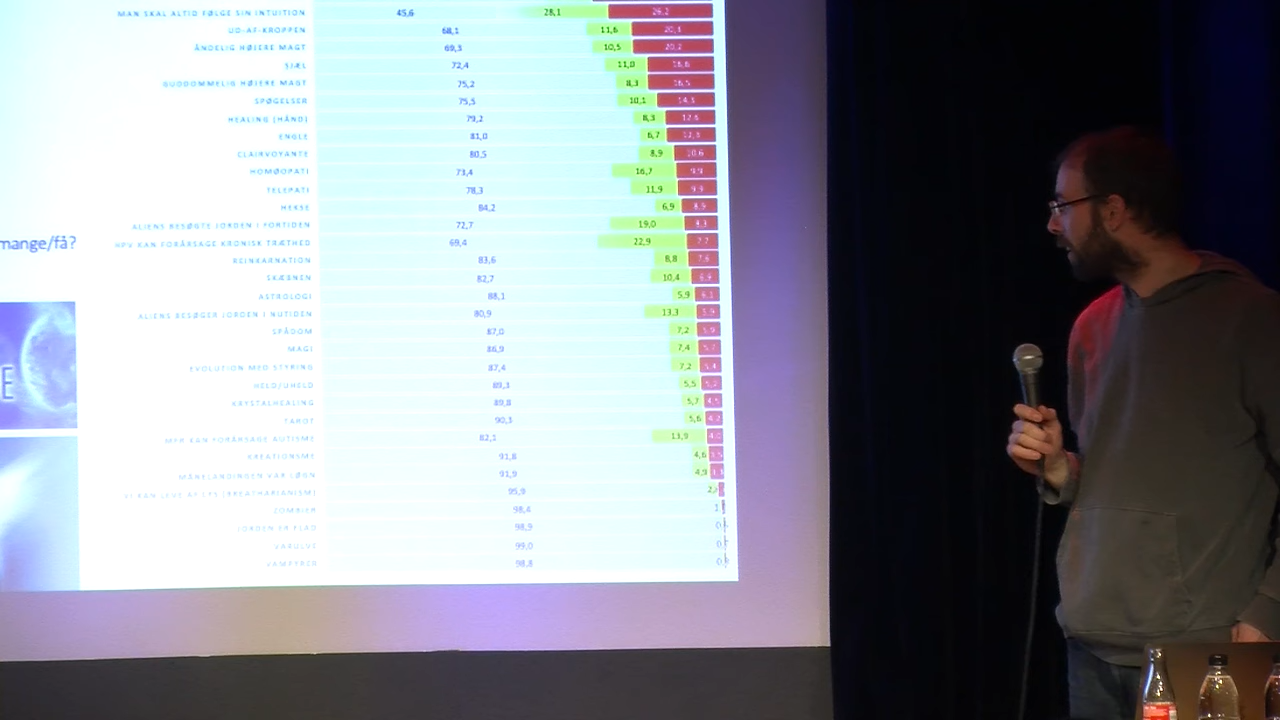 MAN SKAL ALTID FØLGE SIN INTUITION 45,6 28,1 26,2
UD-AF-KROPPEN 68,1 11,6 20,3
ÅNDELIG HØJERE MAGT 69,3 10,5 20,2
SJÆL 72,4 11,0 16,6
GUDDOMMELIG HØJERE MAGT 75,2 8,3 16,5
SPØGELSER 75,5 10,1 14,3
HEALING (HÅND) 79,2 8,3 12,6
ENGLE 81,0 6,7 12,3
CLAIRVOYANTE 80,5 8,9 10,6
HOMØOPATI 73,4 16,7 9,9
TELEPATI 78,3 11,9 9,9
HEKSE 84,2 6,9 8,9
ALIENS BESØGTE JORDEN I FORTIDEN 72,7 19,0 8,3
mange/få?
HPV KAN FORÅRSAGE KRONISK TRÆTHED 69,4 22,9 7,7
REINKARNATION 83,6 8,8 7,6
SKÆBNEN 82,7 10,4 6,9
ASTROLOGI 88,1 5,9 6,1
ALIENS BESØGER JORDEN I NUTIDEN 80,9 13,3 5,9
SPÅDOM 87,0 7,2 5,9
MAGI 86,9 7,4 5,7
EVOLUTION MED STYRING 87,4 7,2 5,4
E
HELD/UHELD 89,3 5,5 5,2
KRYSTALHEALING 89,8 5,7 4,5
TAROT 90,3 5,6 4,2
MFR KAN FORÅRSAGE AUTISME 82,1 13,9 4,0
KREATIONISME 91,8 4,6 3,5
MÅNELANDINGEN VAR LØGN 91,9 4,9
VI KAN LEVE AF LYS (BREATHARIANISM) 95,9
ZOMBIER 98,4
JORDEN ER FLAD 98,9
VARULVE 99,0
VAMPYRER 98,8